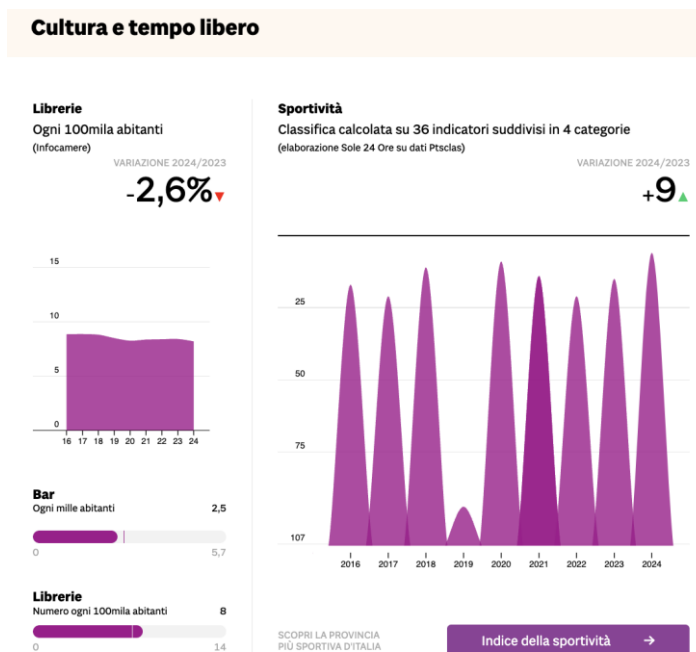 Cultura e tempo libero
Librerie
Ogni 100mila abitanti
(Infocamere)
VARIAZIONE 2024/2023
-2,6%
15
10
5
0
16 17 18 19 20 21 22 23 24
Bar
Ogni mille abitanti 2,5
0 5,7
Librerie
Numero ogni 100mila abitanti 8
0 14
Sportività
Classifica calcolata su 36 indicatori suddivisi in 4 categorie
(elaborazione Sole 24 Ore su dati Ptsclas)
VARIAZIONE 2024/2023
+9
25
50
75
107
2016 2017 2018 2019 2020 2021 2022 2023 2024
SCOPRI LA PROVINCIA
PIÙ SPORTIVA D'ITALIA
Indice della sportività →